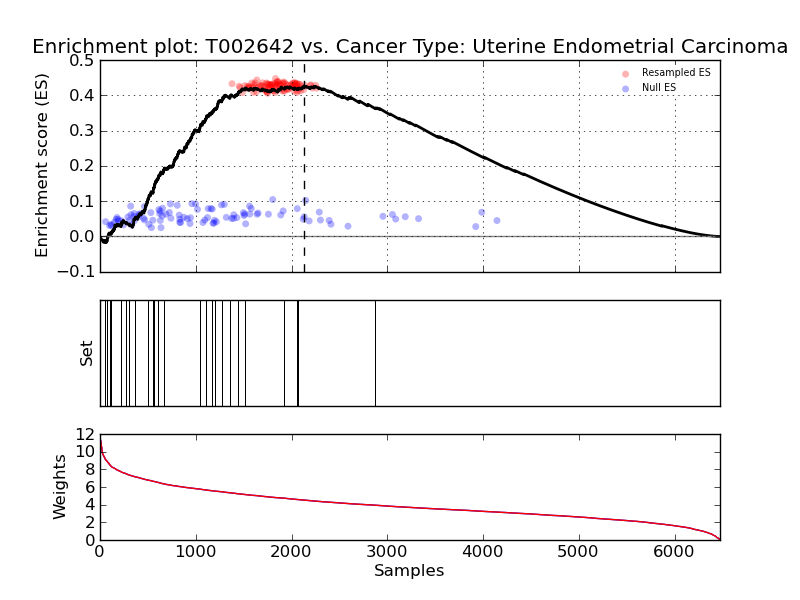 Enrichment plot: T002642 vs. Cancer Type: Uterine Endometrial Carcinoma
0.5
0.4
0.3
0.2
0.1
0.0
−0.1
Enrichment score (ES)
Resampled ES
Null ES
Set
12
10
8
6
4
2
0
Weights
0 1000 2000 3000 4000 5000 6000
Samples